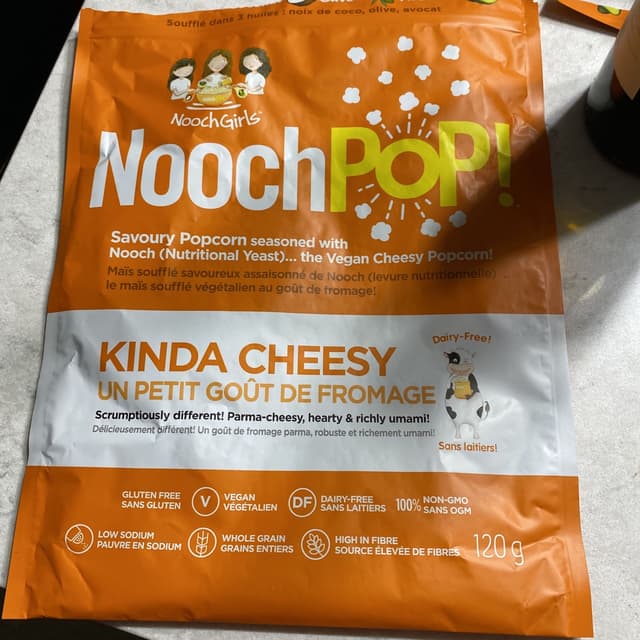 Soufflé dans 3 huiles : noix de coco, olive, avocat
NoochGirls
NOOCHPOP!
Savoury Popcorn seasoned with
Nooch (Nutritional Yeast)... the Vegan Cheesy Popcorn!
Maïs soufflé savoureux assaisonné de Nooch (levure nutritionnelle) ...
le maïs soufflé végétalien au goût de fromage!
KINDA CHEESY
UN PETIT GOÛT DE FROMAGE
Scrumptiously different! Parma-cheesy, hearty & richly umami!
Délicieusement différent! Un goût de fromage parma, robuste et richement umami!
Dairy-Free!
Sans laitiers!
GLUTEN FREE
SANS GLUTEN
V VEGAN
VÉGÉTALIEN
DF DAIRY-FREE
SANS LAITIERS
100% NON-GMO
SANS OGM
LOW SODIUM
PAUVRE EN SODIUM
WHOLE GRAIN
GRAINS ENTIERS
HIGH IN FIBRE
SOURCE ÉLEVÉE DE FIBRES
120 g